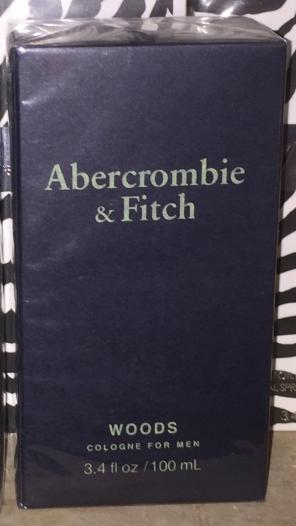 Abercrombie
& Fitch
WOODS
COLOGNE FOR MEN
3.4 fl oz / 100 mL